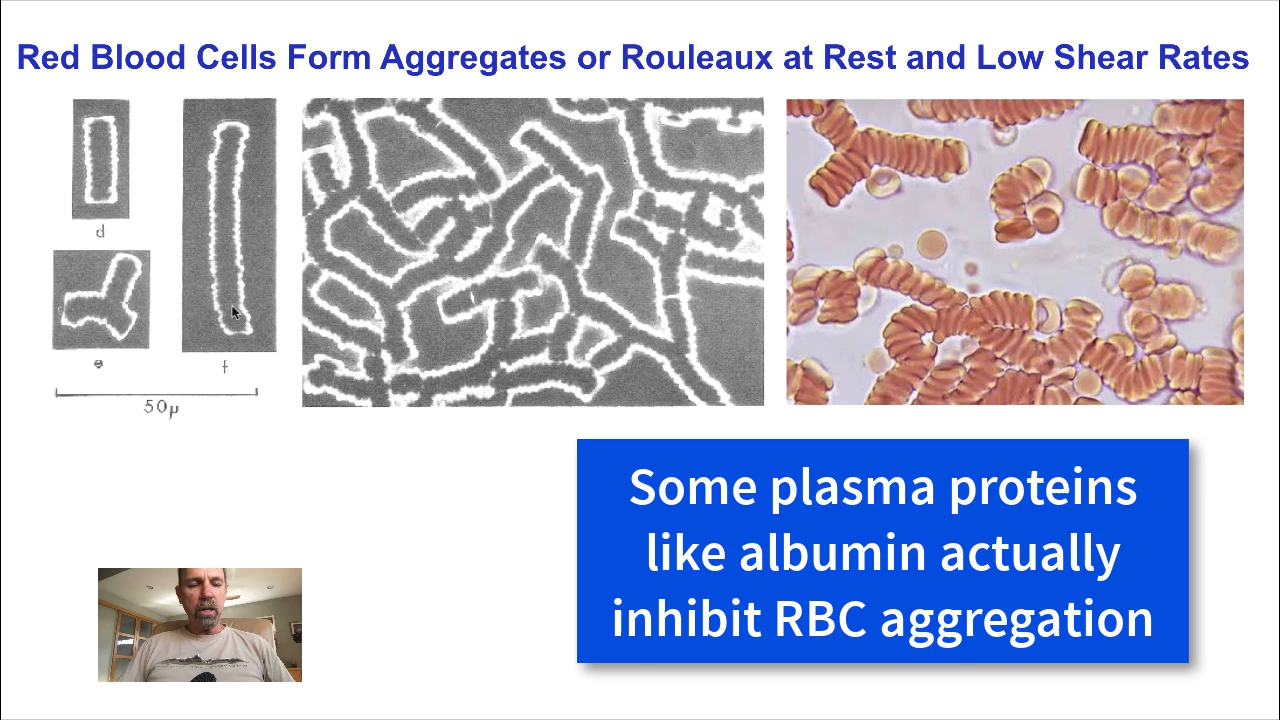 Red Blood Cells Form Aggregates or Rouleaux at Rest and Low Shear Rates
d
e
f
50μ
Some plasma proteins
like albumin actually
inhibit RBC aggregation